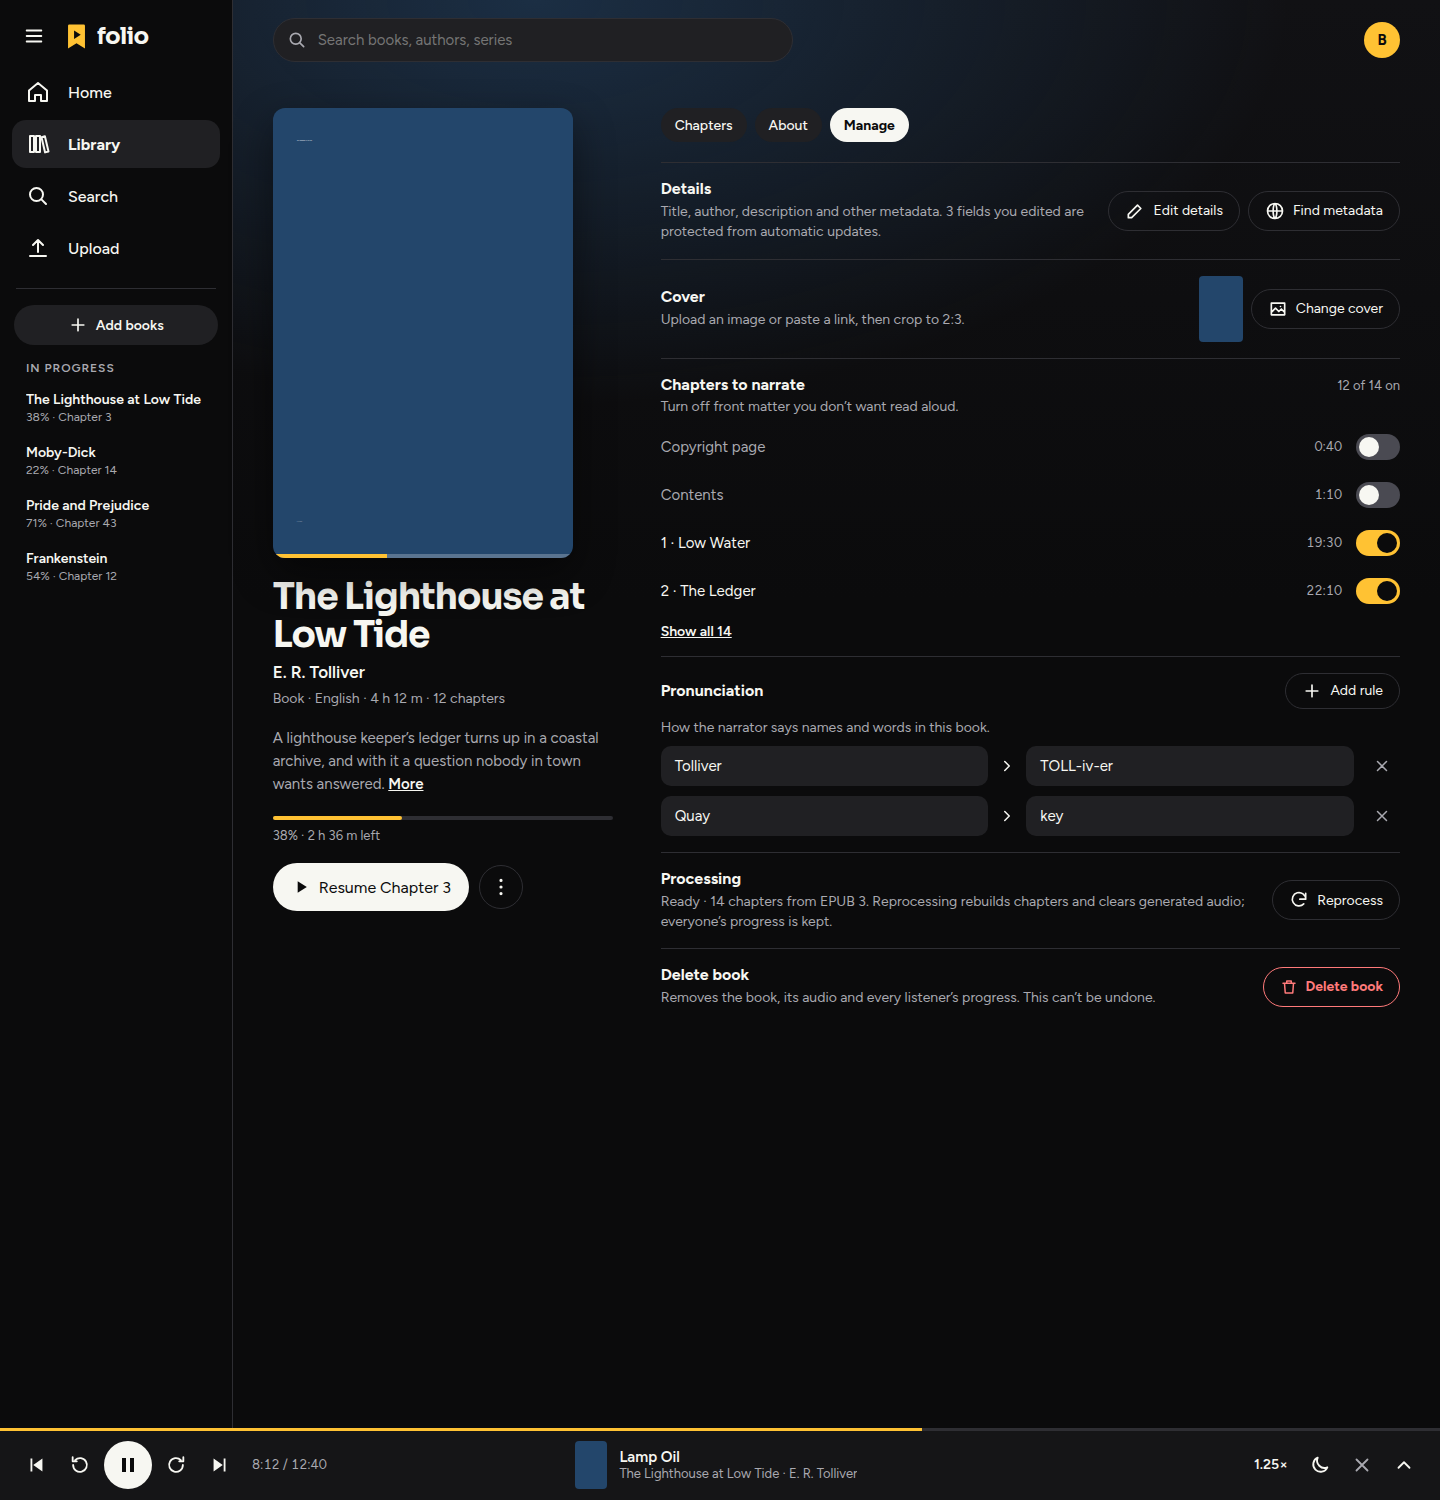 folio
Search books, authors, series
B
Home
Library
Search
Upload
Add books
IN PROGRESS
The Lighthouse at Low Tide
38% · Chapter 3
Moby-Dick
22% · Chapter 14
Pride and Prejudice
71% · Chapter 43
Frankenstein
54% · Chapter 12
The Lighthouse at
Low Tide
E. R. Tolliver
Book · English · 4 h 12 m · 12 chapters
A lighthouse keeper’s ledger turns up in a coastal
archive, and with it a question nobody in town
wants answered. More
38% · 2 h 36 m left
Resume Chapter 3
Chapters
About
Manage
Details
Title, author, description and other metadata. 3 fields you edited are
protected from automatic updates.
Edit details
Find metadata
Cover
Upload an image or paste a link, then crop to 2:3.
Change cover
Chapters to narrate
12 of 14 on
Turn off front matter you don’t want read aloud.
Copyright page
0:40
Contents
1:10
1 · Low Water
19:30
2 · The Ledger
22:10
Show all 14
Pronunciation
Add rule
How the narrator says names and words in this book.
Tolliver
TOLL-iv-er
Quay
key
Processing
Ready · 14 chapters from EPUB 3. Reprocessing rebuilds chapters and clears generated audio;
everyone’s progress is kept.
Reprocess
Delete book
Removes the book, its audio and every listener’s progress. This can’t be undone.
Delete book
8:12 / 12:40
Lamp Oil
The Lighthouse at Low Tide · E. R. Tolliver
1.25×